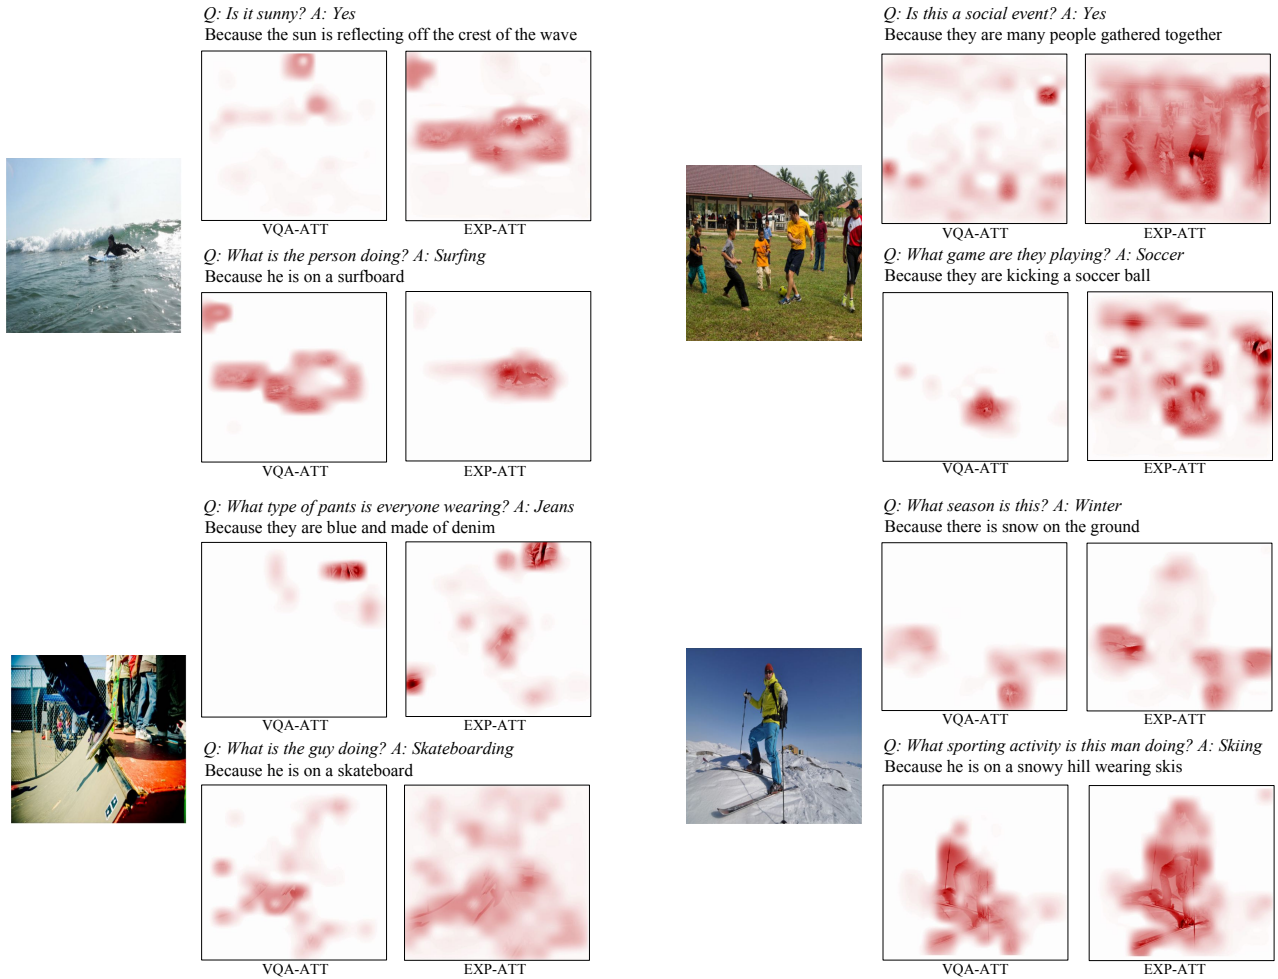 Q: Is it sunny? A: Yes
Because the sun is reflecting off the crest of the wave
VQA-ATT
EXP-ATT
Q: What is the person doing? A: Surfing
Because he is on a surfboard
VQA-ATT
EXP-ATT
Q: Is this a social event? A: Yes
Because they are many people gathered together
VQA-ATT
EXP-ATT
Q: What game are they playing? A: Soccer
Because they are kicking a soccer ball
VQA-ATT
EXP-ATT
Q: What type of pants is everyone wearing? A: Jeans
Because they are blue and made of denim
VQA-ATT
EXP-ATT
Q: What is the guy doing? A: Skateboarding
Because he is on a skateboard
VQA-ATT
EXP-ATT
Q: What season is this? A: Winter
Because there is snow on the ground
VQA-ATT
EXP-ATT
Q: What sporting activity is this man doing? A: Skiing
Because he is on a snowy hill wearing skis
VQA-ATT
EXP-ATT